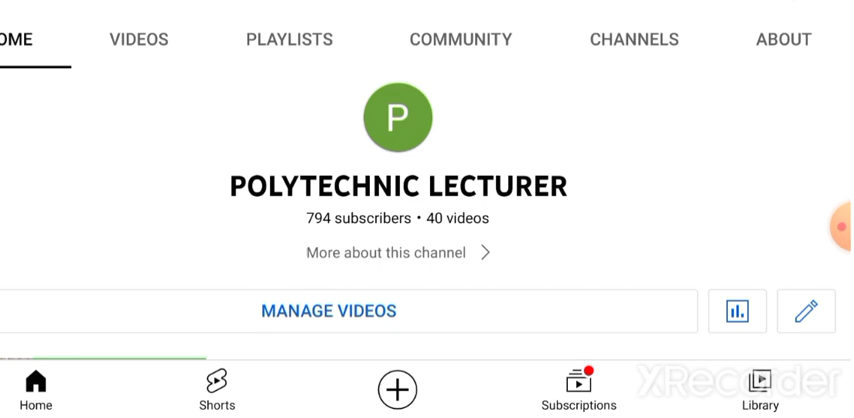 OME VIDEOS PLAYLISTS COMMUNITY CHANNELS ABOUT
P
POLYTECHNIC LECTURER
794 subscribers • 40 videos
More about this channel
MANAGE VIDEOS
Home Shorts Subscriptions Library
XRecorder